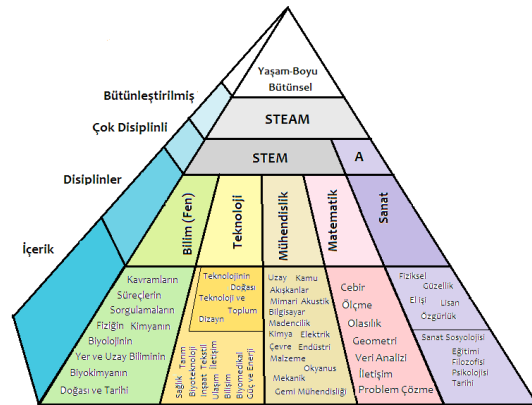 Yaşam-Boyu
Bütünsel
Bütünleştirilmiş
STEAM
Çok Disiplinli
STEM
A
Disiplinler
Bilim (Fen)
Teknoloji
Mühendislik
Matematik
Sanat
İçerik
Kavramların
Süreçlerin
Sorgulamaların
Fiziğin Kimyanın
Biyolojinin
Yer ve Uzay Biliminin
Biyokimyanın
Doğası ve Tarihi
Teknolojinin
Doğası
Teknoloji ve
Toplum
Dizayn
Sağlık Tarım
Biyoteknoloji
İnşaat Tekstil
Ulaşım İletişim
Bilişim
Biyomedikal
Güç ve Enerji
Uzay Kamu
Akışkanlar
Mimari Akustik
Bilgisayar
Madencilik
Kimya Elektrik
Çevre Endüstri
Malzeme
Okyanus
Mekanik
Gemi Mühendisliği
Cebir
Ölçme
Olasılık
Geometri
Veri Analizi
İletişim
Problem Çözme
Fiziksel
Güzellik
El işi Lisan
Özgürlük
Sanat Sosyolojisi
Eğitimi
Filozofisi
Psikolojisi
Tarihi